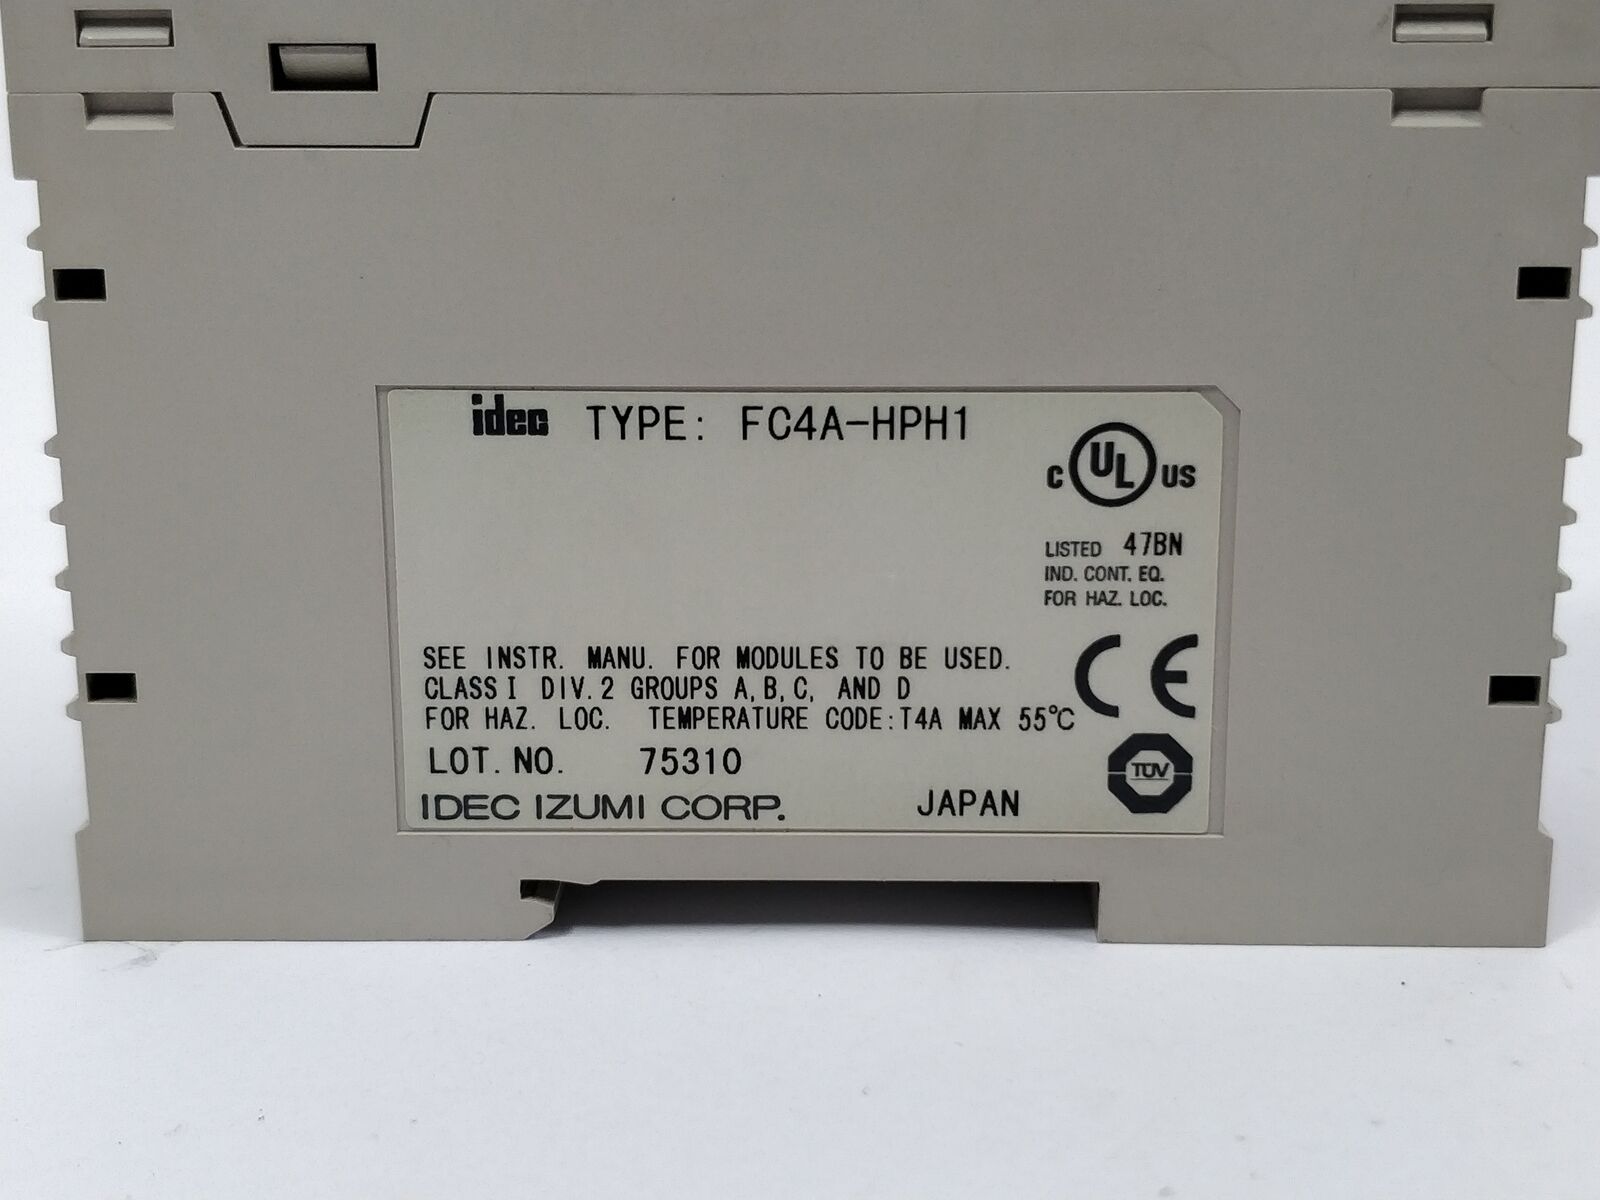 idec TYPE: FC4A-HPH1
C UL US
LISTED 47BN
IND. CONT. EQ.
FOR HAZ. LOC.
SEE INSTR. MANU. FOR MODULES TO BE USED.
CLASS I DIV. 2 GROUPS A, B, C, AND D
FOR HAZ. LOC. TEMPERATURE CODE: T4A MAX 55℃
CE
LOT. NO. 75310
TÜV
IDEC IZUMI CORP. JAPAN